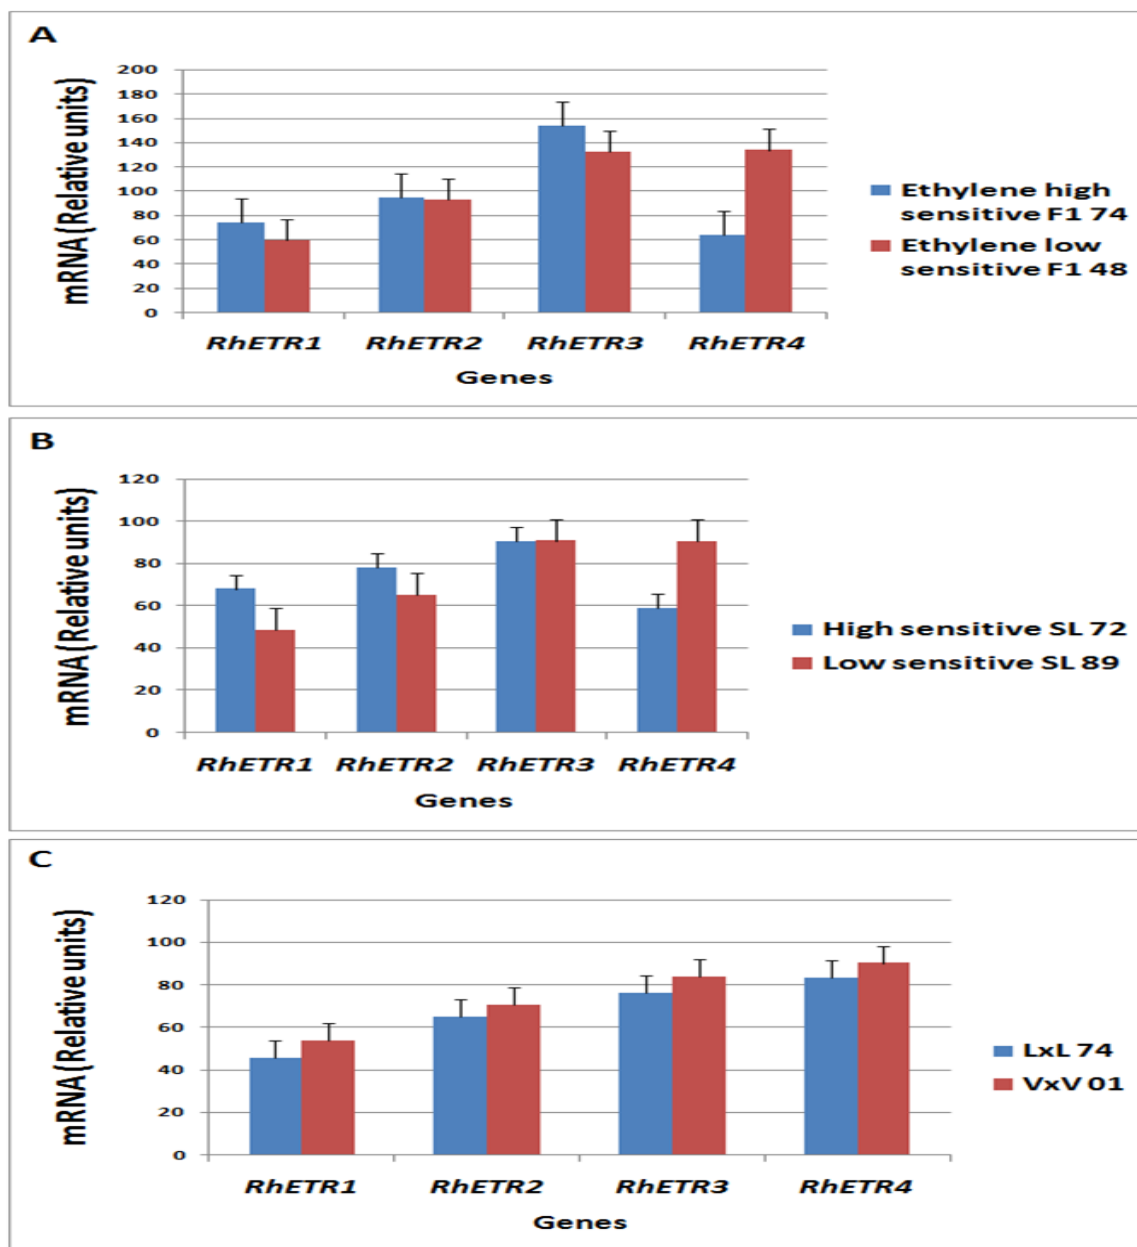 A
mRNA (Relative units)
200
180
160
140
120
100
80
60
40
20
0
RhETR1 RhETR2 RhETR3 RhETR4
Genes
Ethylene high
sensitive F1 74
Ethylene low
sensitive F1 48
B
mRNA (Relative units)
120
100
80
60
40
20
0
RhETR1 RhETR2 RhETR3 RhETR4
Genes
High sensitive SL 72
Low sensitive SL 89
C
mRNA (Relative units)
120
100
80
60
40
20
0
RhETR1 RhETR2 RhETR3 RhETR4
Genes
LxL 74
VxV 01